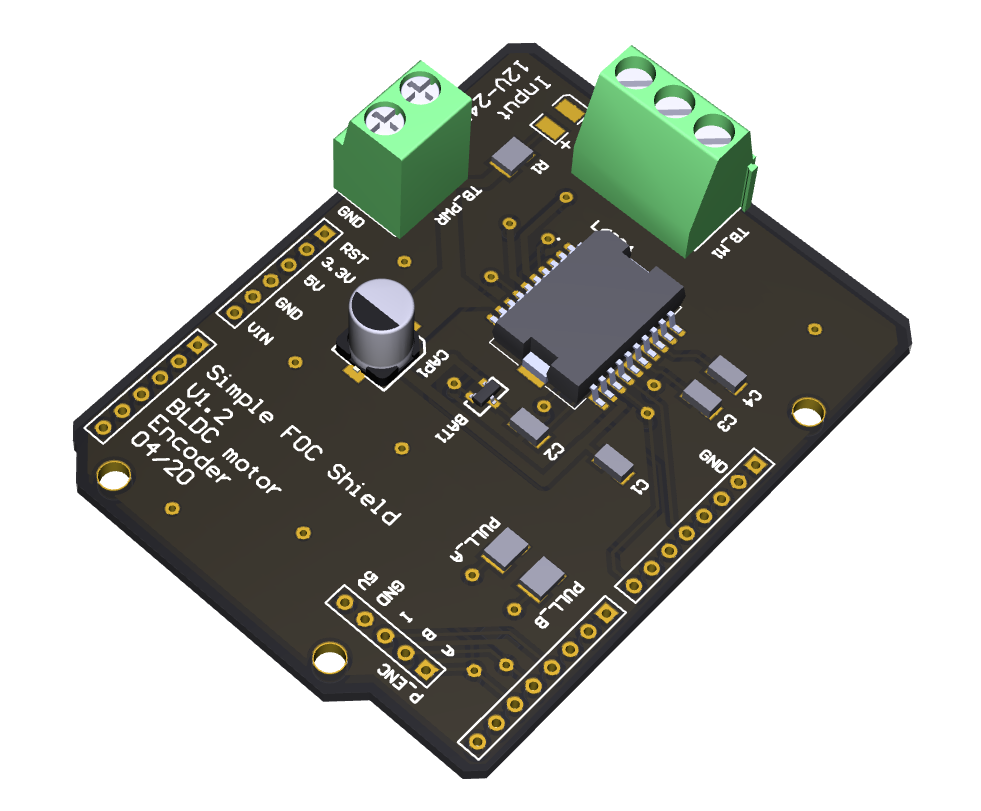 Input
12V-24
+
R1
TB_PWR
TB_M1
GND
RST
3.3V
5V
GND
VIN
CAP1
BAT1
C4
C3
C2
C1
GND
Simple FOC Shield
V1.2
BLDC motor
Encoder
04/20
PULL_A
PULL_B
5V
GND
I
B
A
P_ENC